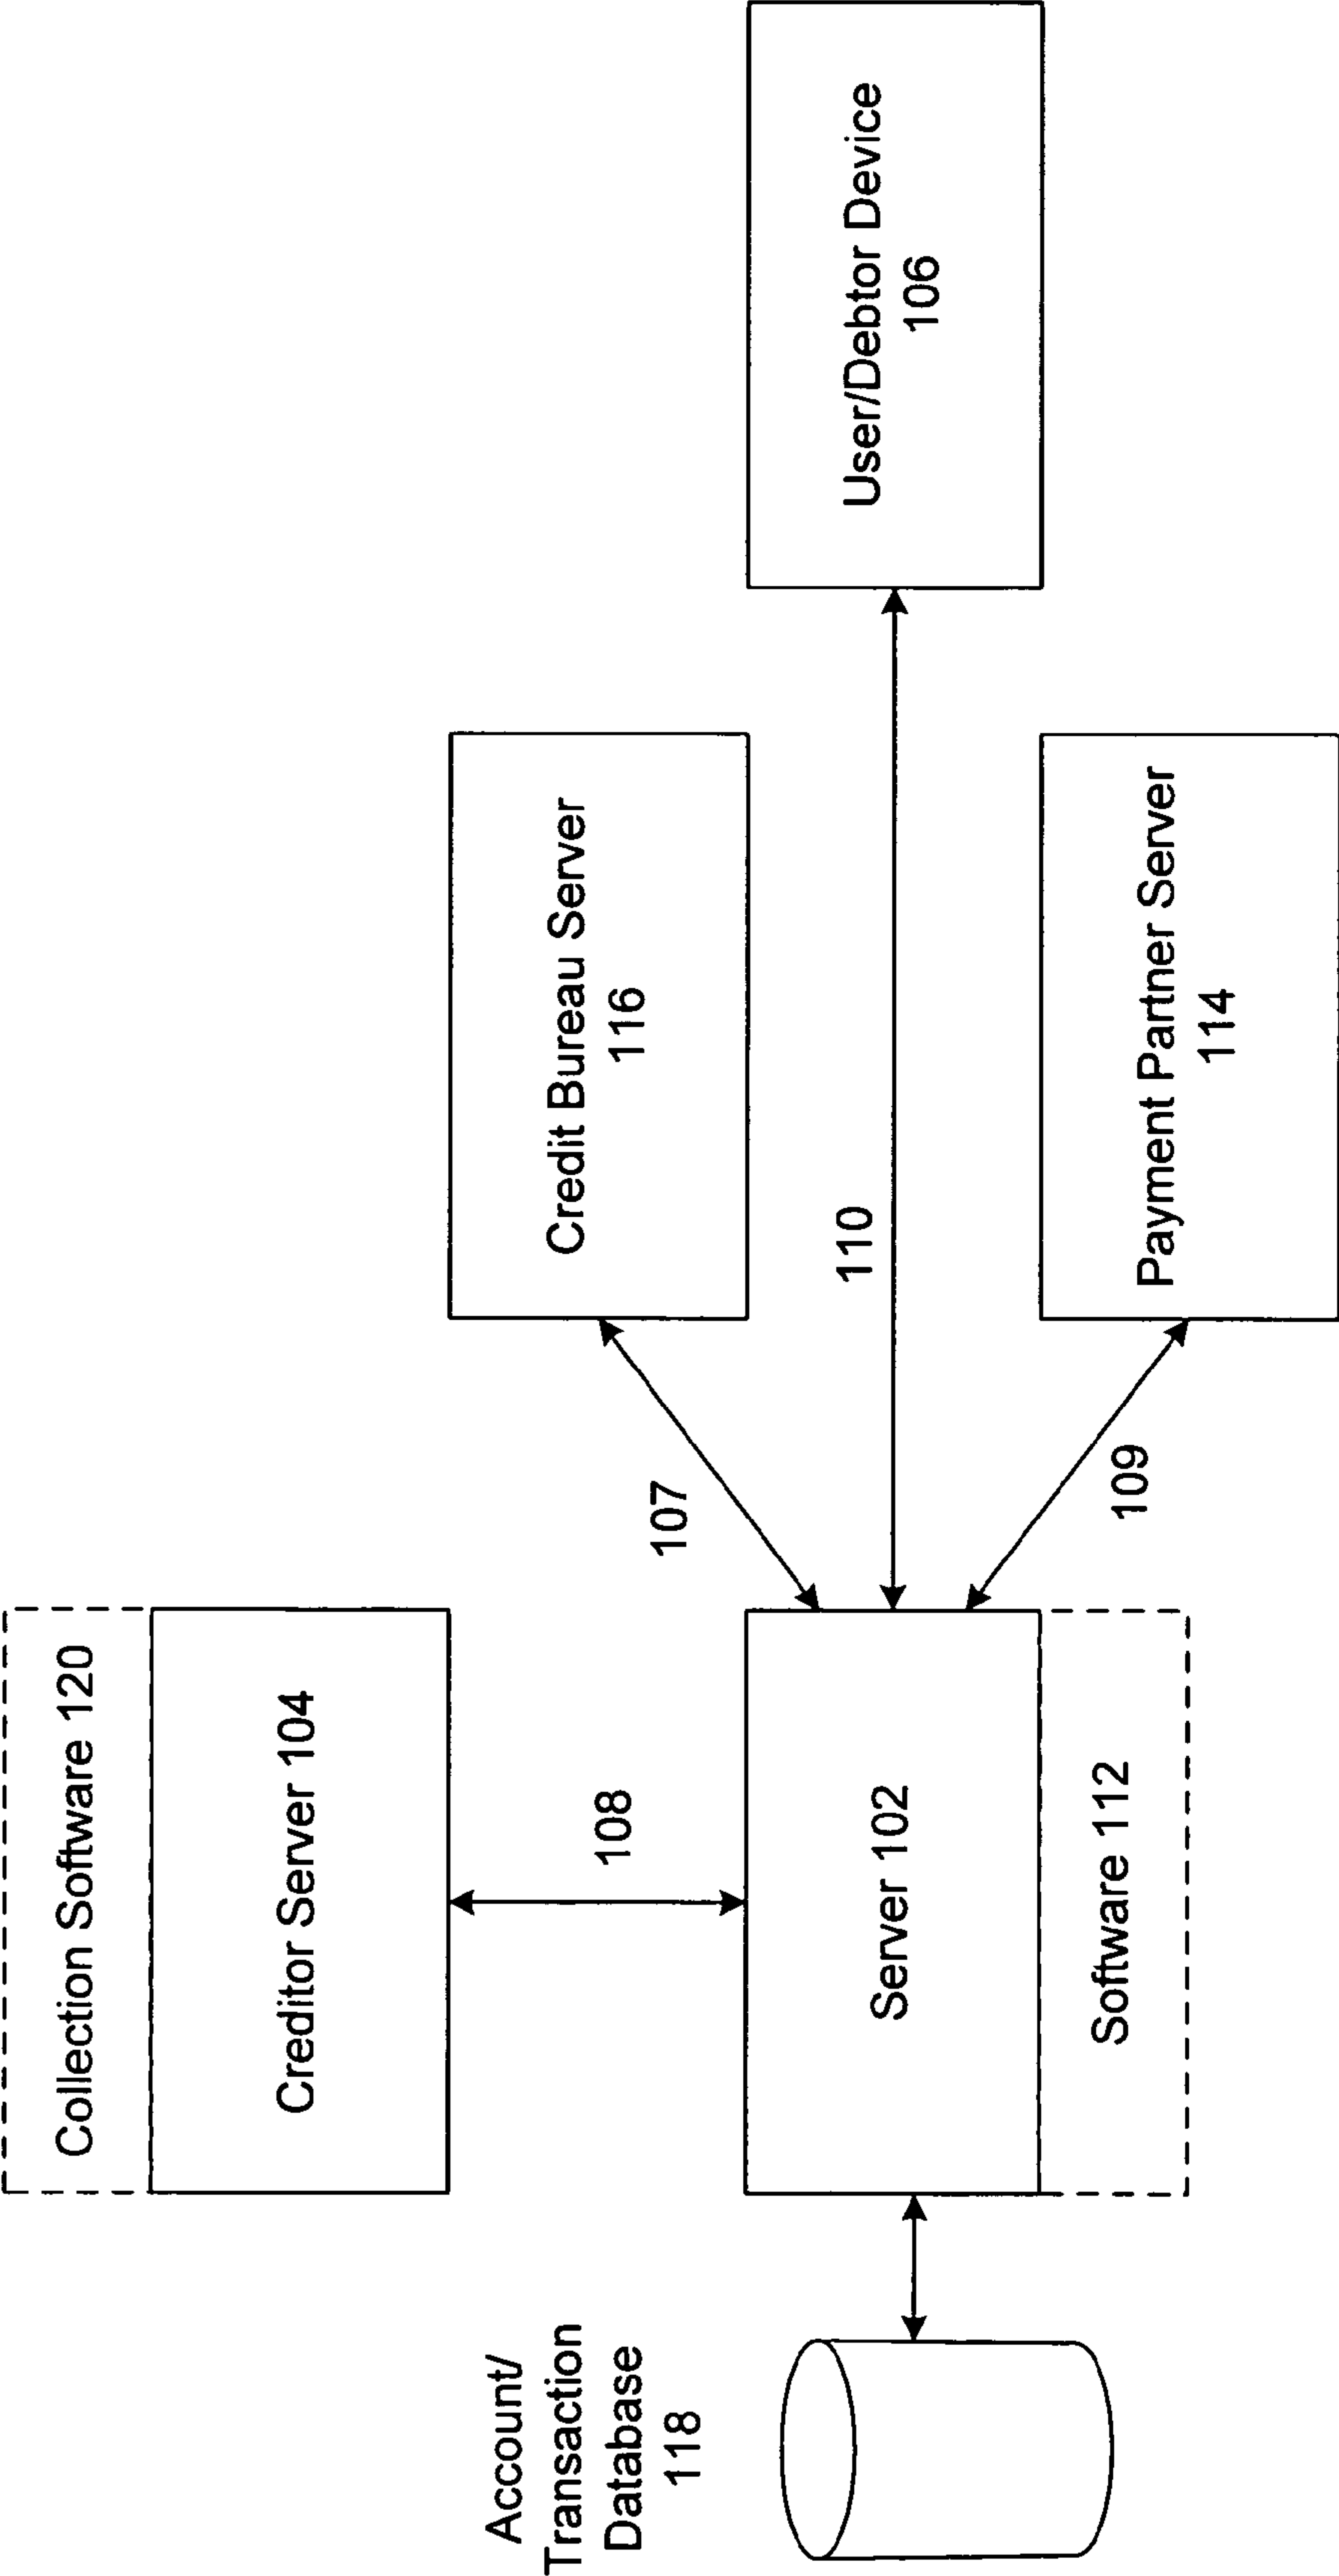 Collection Software 120
Creditor Server 104
108
Account/
Transaction
Database
118
Server 102
Software 112
107
110
109
Credit Bureau Server
116
User/Debtor Device
106
Payment Partner Server
114